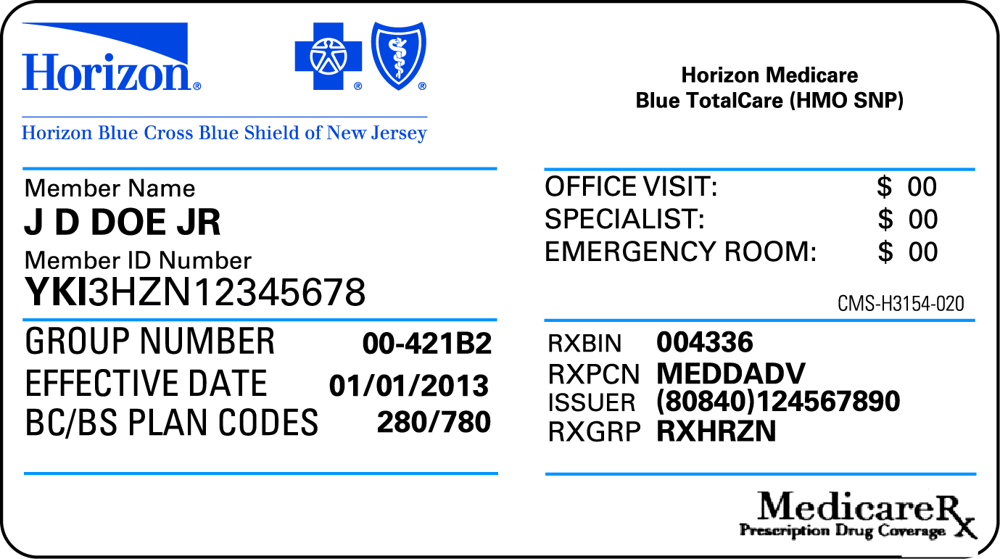 Horizon®
® ®
Horizon Blue Cross Blue Shield of New Jersey
Horizon Medicare
Blue TotalCare (HMO SNP)
Member Name
J D DOE JR
Member ID Number
YKI3HZN12345678
GROUP NUMBER 00-421B2
EFFECTIVE DATE 01/01/2013
BC/BS PLAN CODES 280/780
OFFICE VISIT: $ 00
SPECIALIST: $ 00
EMERGENCY ROOM: $ 00
CMS-H3154-020
RXBIN 004336
RXPCN MEDDADV
ISSUER (80840)124567890
RXGRP RXHRZN
MedicareRx
Prescription Drug Coverage